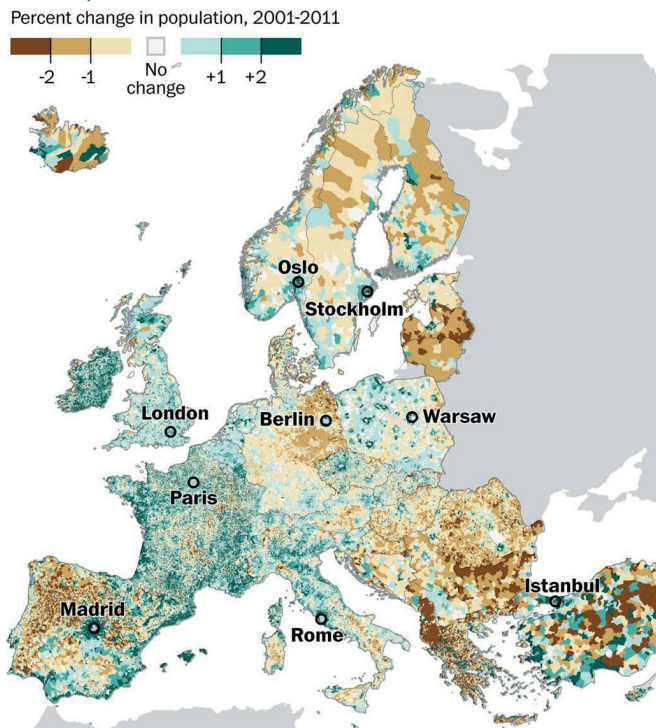 Percent change in population, 2001-2011
-2 -1 No change +1 +2
Oslo
Stockholm
London
Berlin
Warsaw
Paris
Istanbul
Madrid
Rome